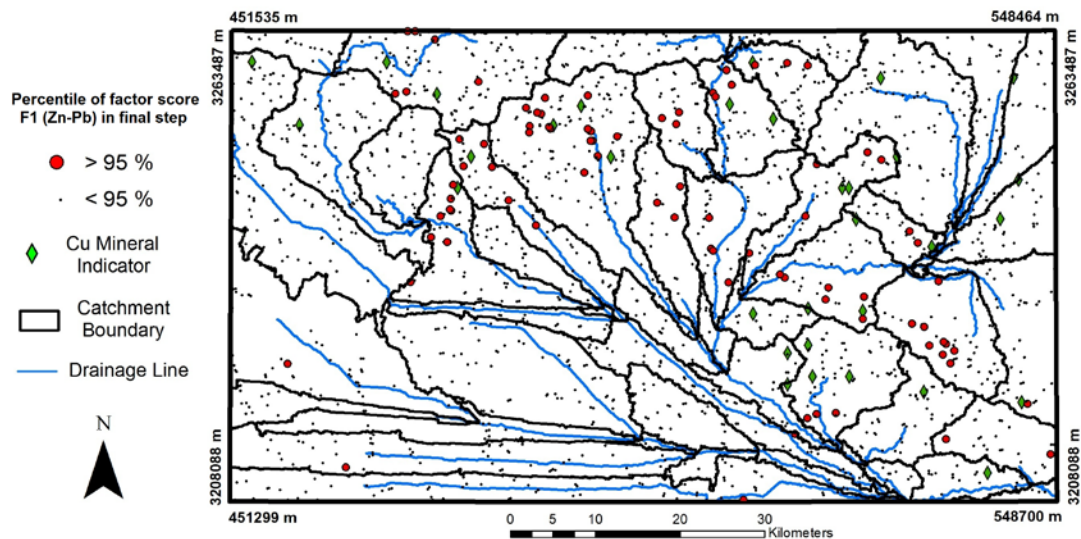 451535 m
548464 m
3263487 m
3263487 m
Percentile of factor score
F1 (Zn-Pb) in final step
> 95 %
< 95 %
Cu Mineral
Indicator
Catchment
Boundary
Drainage Line
N
3208088 m
3208088 m
451299 m
548700 m
0 5 10 20 30
Kilometers